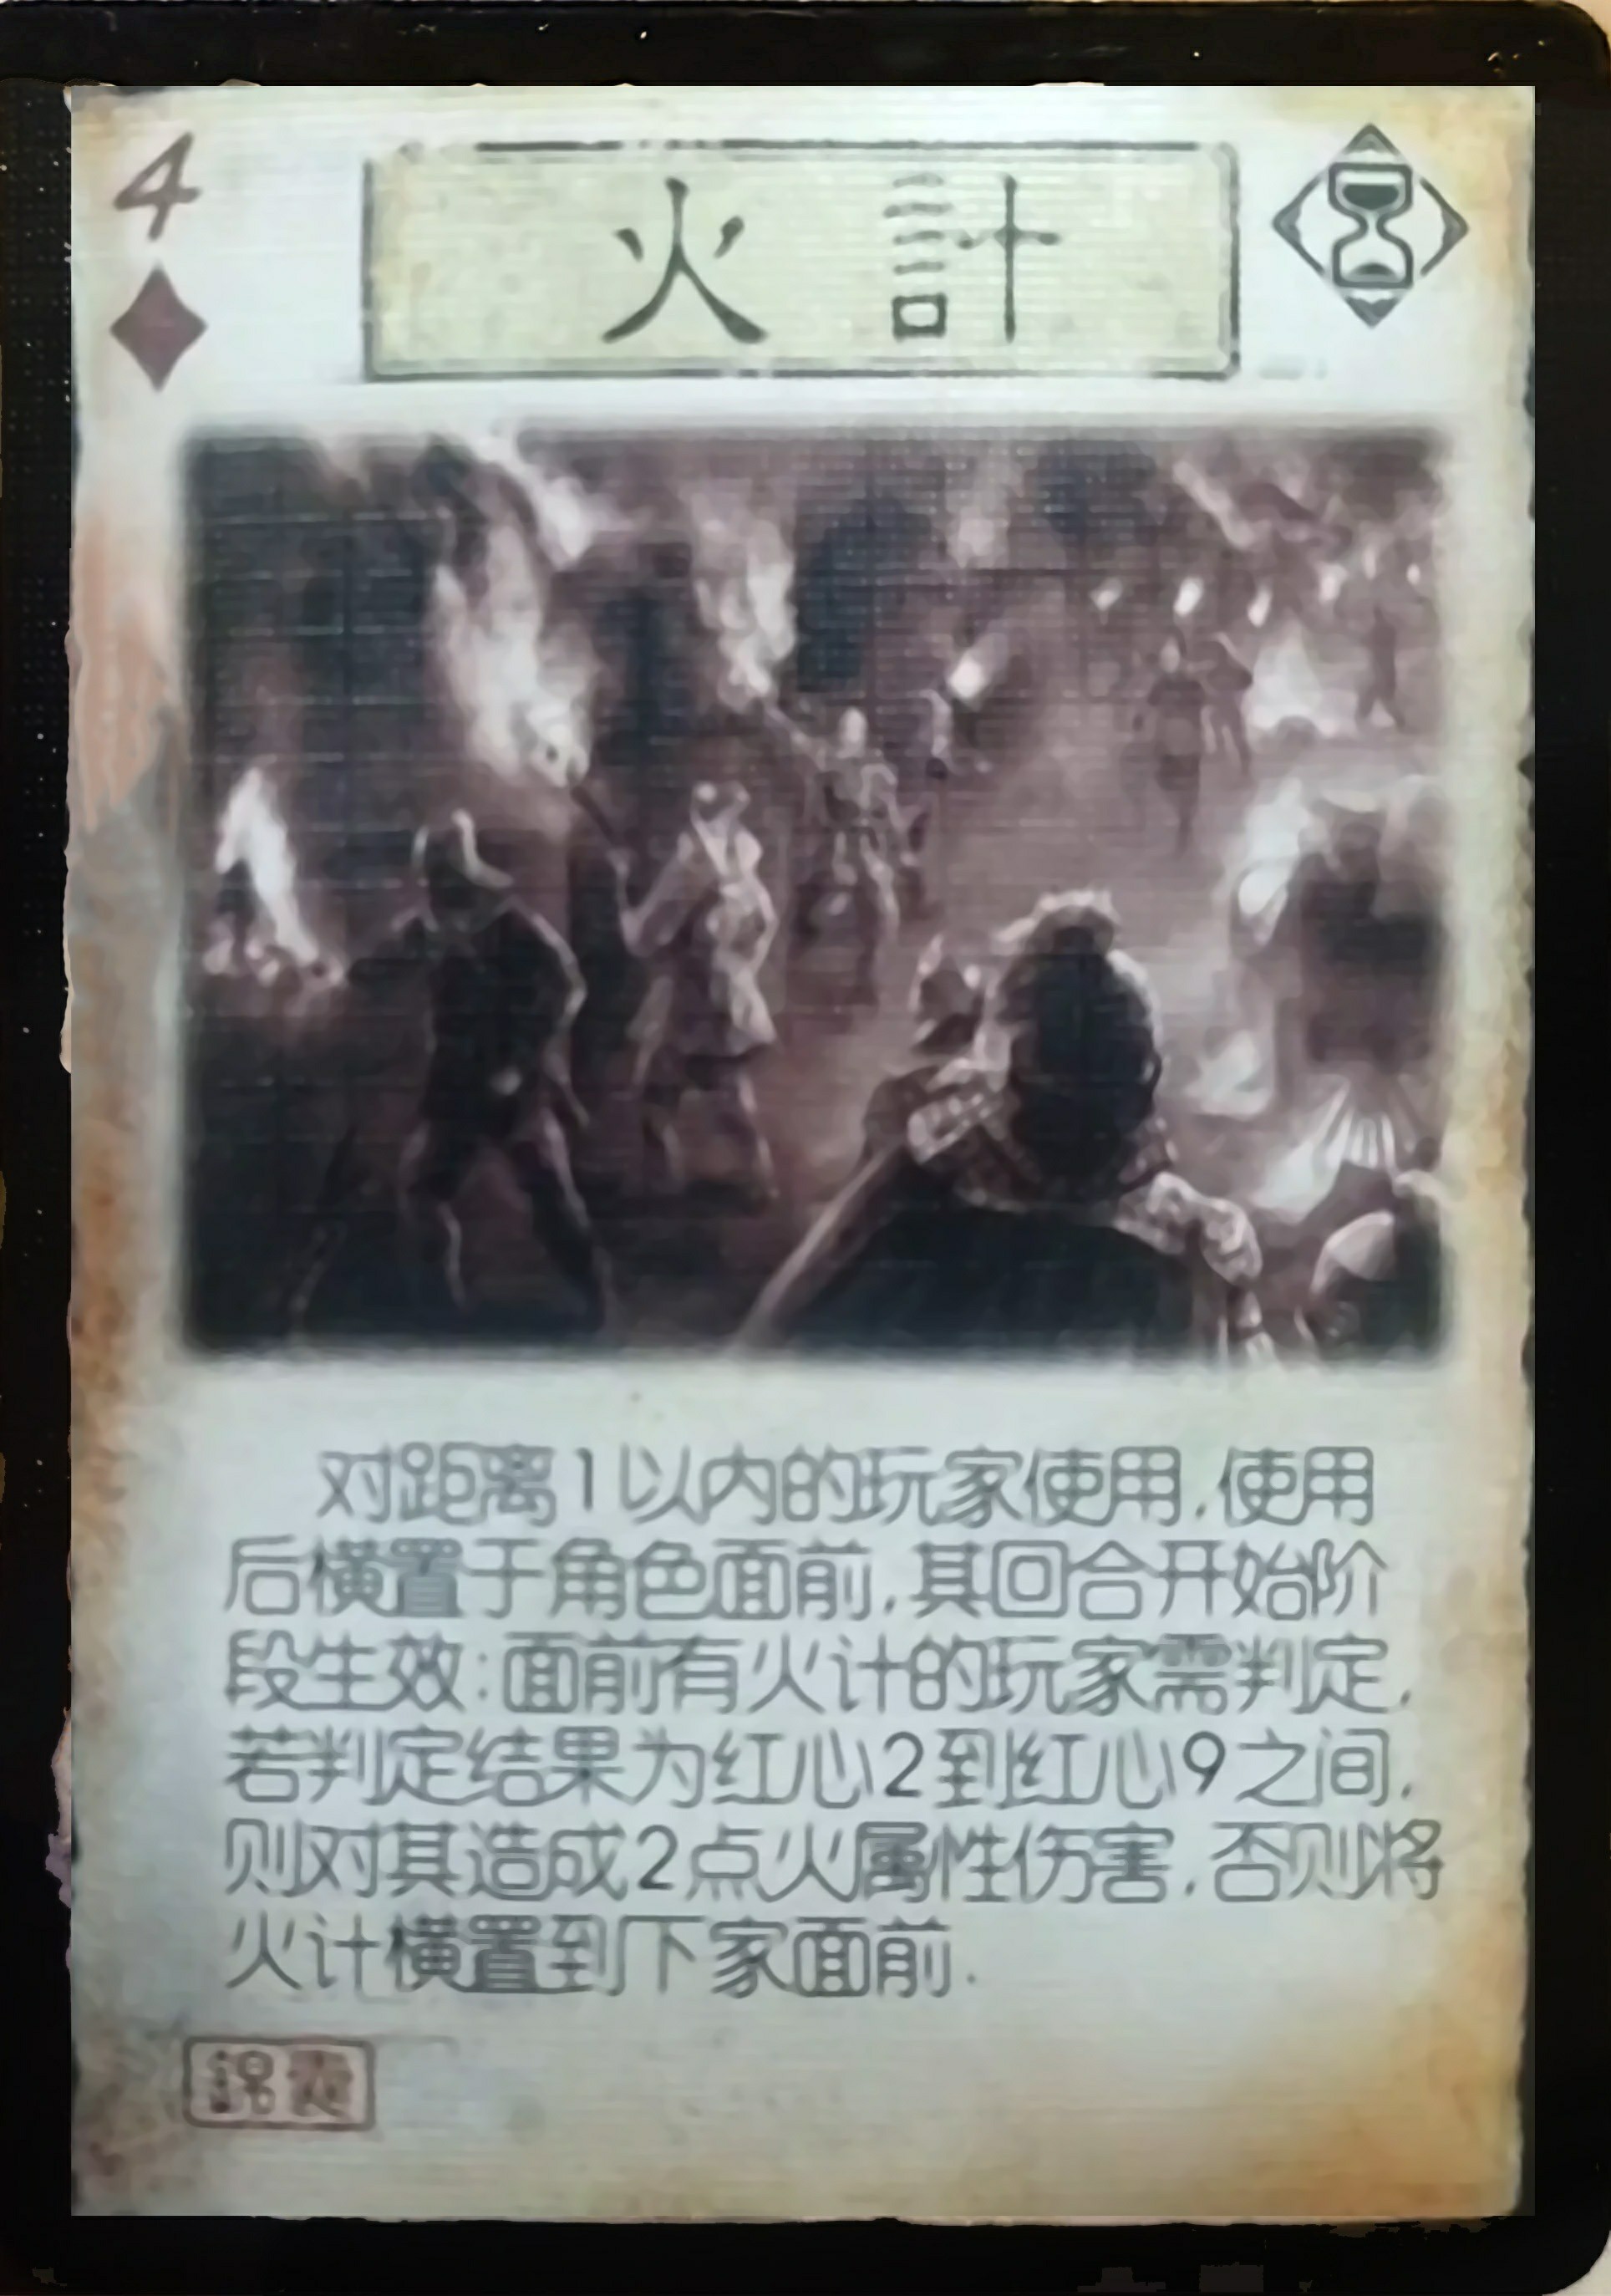 4
火計
对距离1以内的玩家使用,使用
后横置于角色面前,其回合开始阶
段生效:面前有火计的玩家需判定,
若判定结果为红心2到红心9之间,
则对其造成2点火属性伤害,否则将
火计横置到下家面前.
錦囊